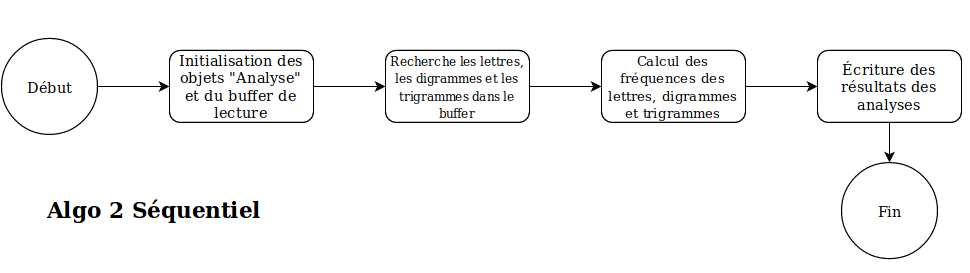 Début
Initialisation des
objets "Analyse"
et du buffer de
lecture
Recherche les lettres,
les digrammes et les
trigrammes dans le
buffer
Calcul des
fréquences des
lettres, digrammes
et trigrammes
Écriture des
résultats des
analyses
Fin
Algo 2 Séquentiel